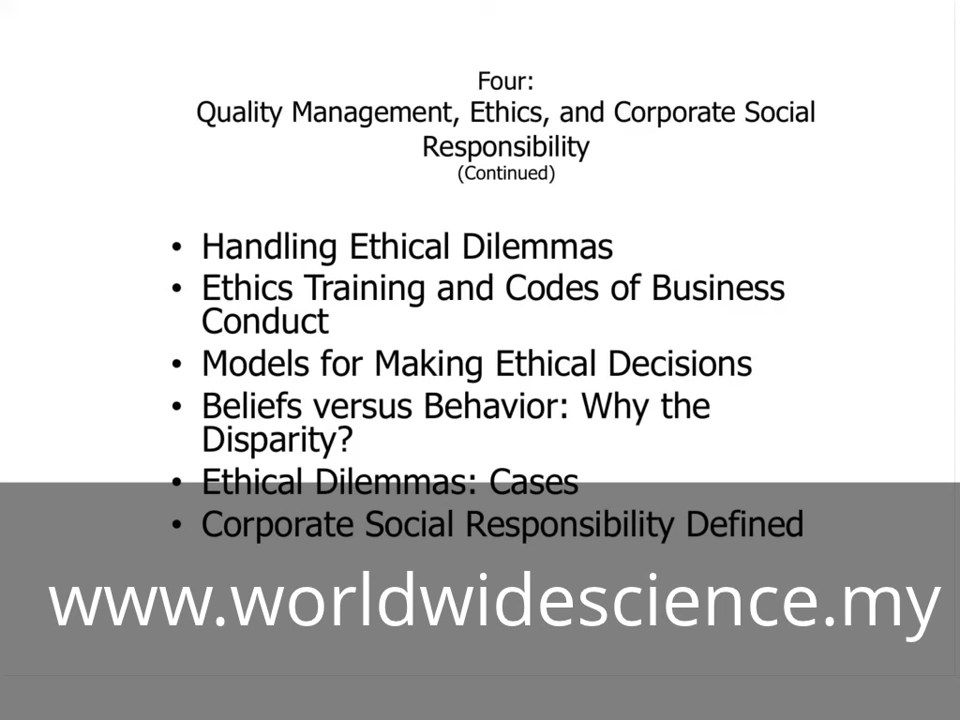 Four:
Quality Management, Ethics, and Corporate Social
Responsibility
(Continued)
• Handling Ethical Dilemmas
• Ethics Training and Codes of Business
Conduct
• Models for Making Ethical Decisions
• Beliefs versus Behavior: Why the
Disparity?
• Ethical Dilemmas: Cases
• Corporate Social Responsibility Defined
www.worldwidescience.my